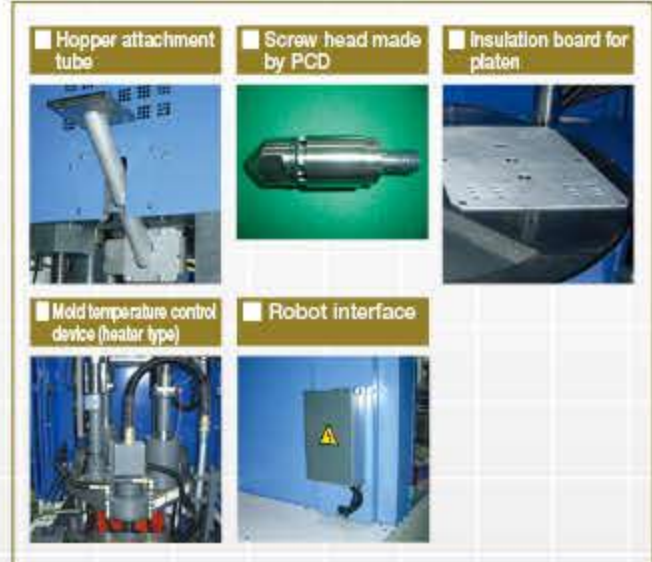 Hopper attachment
tube
Screw head made
by PCD
Insulation board for
platen
Mold temperature control
device (heater type)
Robot interface